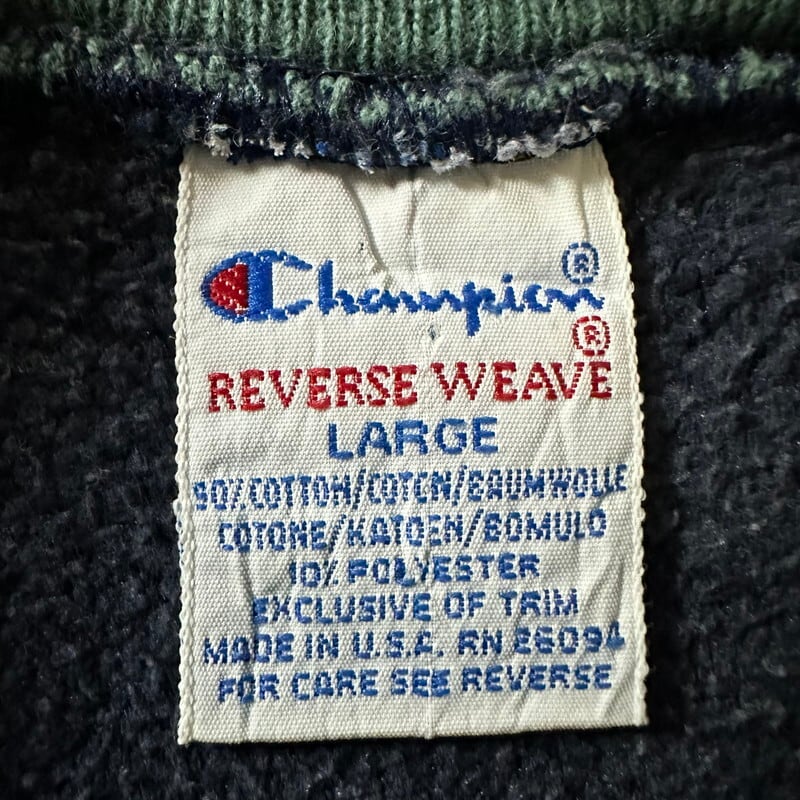 Champion®
REVERSE WEAVE®
LARGE
90% COTTON/COTON/BAUMWOLLE
COTONE/KATOEN/BOMULD
10% POLYESTER
EXCLUSIVE OF TRIM
MADE IN U.S.A. RN 26094
FOR CARE SEE REVERSE